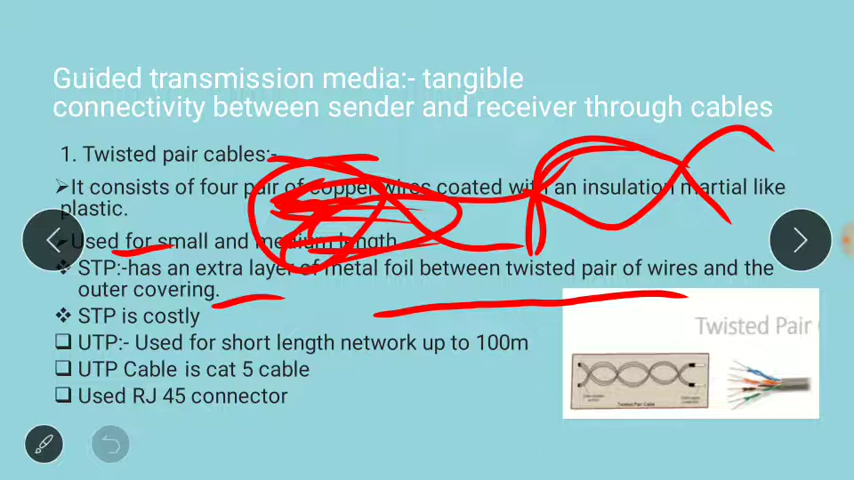 Guided transmission media:- tangible
connectivity between sender and receiver through cables
1. Twisted pair cables:-
➢It consists of four pair of copper wires coated with an insulation martial like
plastic.
➢Used for small and medium length
❖ STP:-has an extra layer of metal foil between twisted pair of wires and the
outer covering.
❖ STP is costly
❑ UTP:- Used for short length network up to 100m
❑ UTP Cable is cat 5 cable
❑ Used RJ 45 connector
Twisted Pair
Twisted Pair Cable